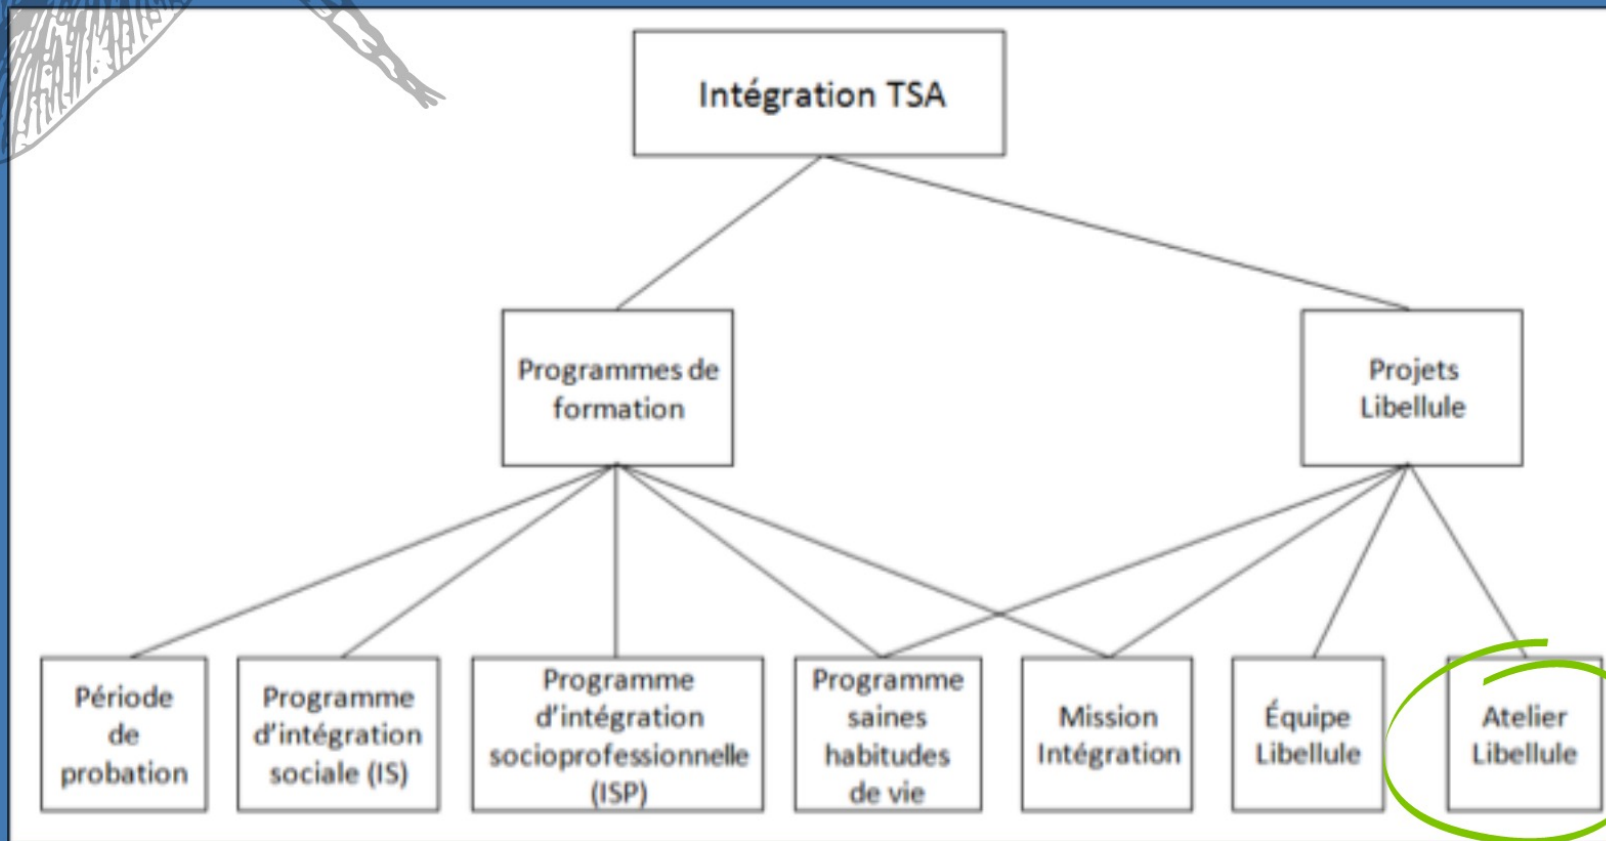 Intégration TSA
Programmes de
formation
Projets
Libellule
Période
de
probation
Programme
d'intégration
sociale (IS)
Programme
d'intégration
socioprofessionnelle
(ISP)
Programme
saines
habitudes
de vie
Mission
Intégration
Équipe
Libellule
Atelier
Libellule